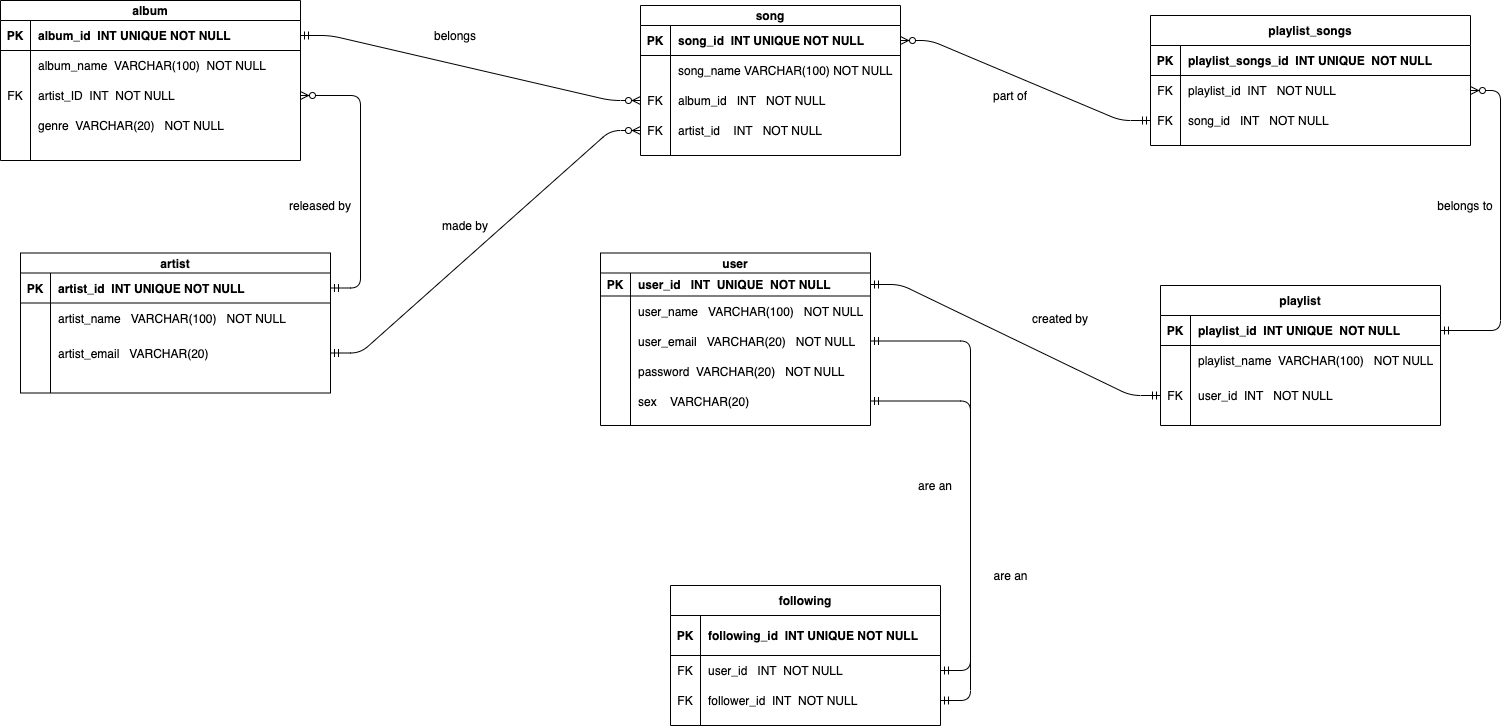 album
PK album_id INT UNIQUE NOT NULL
album_name VARCHAR(100) NOT NULL
FK artist_ID INT NOT NULL
genre VARCHAR(20) NOT NULL
belongs
song
PK song_id INT UNIQUE NOT NULL
song_name VARCHAR(100) NOT NULL
FK album_id INT NOT NULL
FK artist_id INT NOT NULL
part of
playlist_songs
PK playlist_songs_id INT UNIQUE NOT NULL
FK playlist_id INT NOT NULL
FK song_id INT NOT NULL
released by
made by
belongs to
artist
PK artist_id INT UNIQUE NOT NULL
artist_name VARCHAR(100) NOT NULL
artist_email VARCHAR(20)
user
PK user_id INT UNIQUE NOT NULL
user_name VARCHAR(100) NOT NULL
user_email VARCHAR(20) NOT NULL
password VARCHAR(20) NOT NULL
sex VARCHAR(20)
created by
playlist
PK playlist_id INT UNIQUE NOT NULL
playlist_name VARCHAR(100) NOT NULL
FK user_id INT NOT NULL
are an
are an
following
PK following_id INT UNIQUE NOT NULL
FK user_id INT NOT NULL
FK follower_id INT NOT NULL